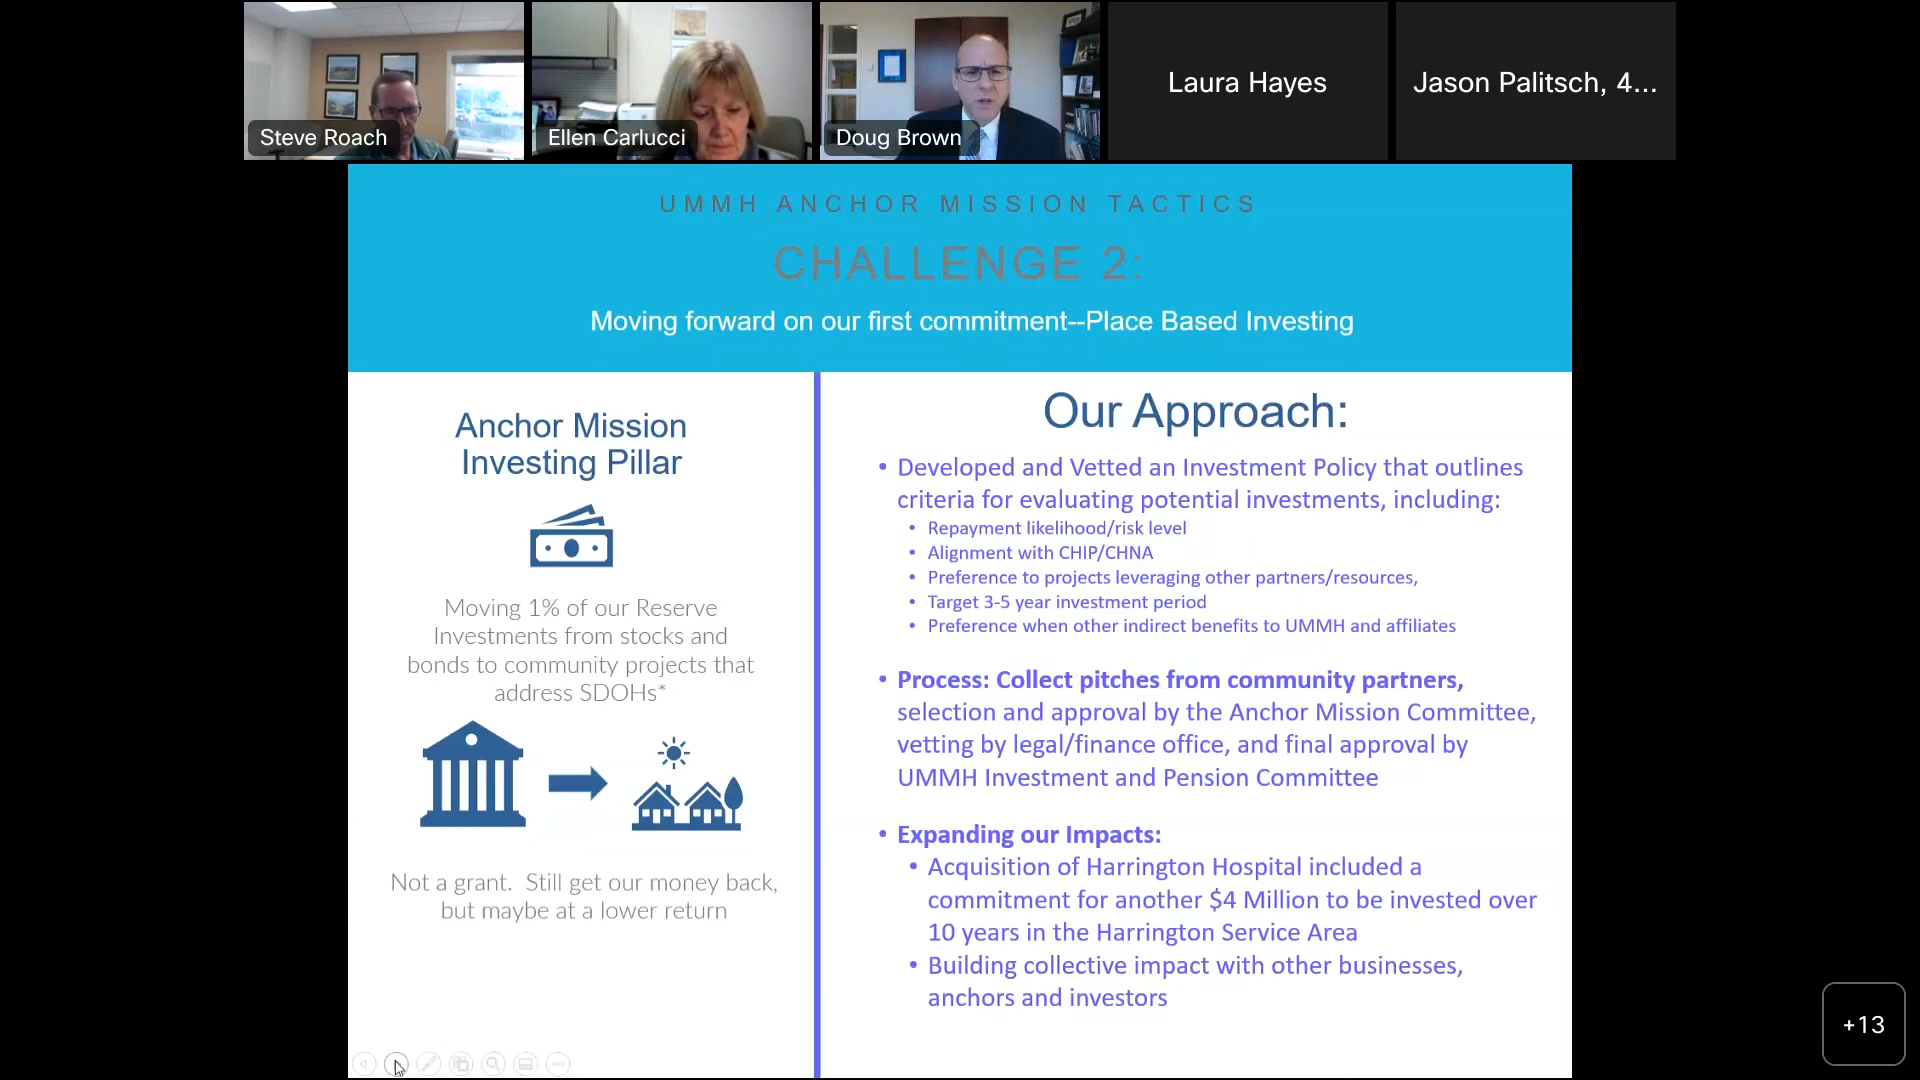 Steve Roach
Ellen Carlucci
Doug Brown
Laura Hayes
Jason Palitsch, 4...
UMMH ANCHOR MISSION TACTICS
CHALLENGE 2:
Moving forward on our first commitment--Place Based Investing
Anchor Mission
Investing Pillar
Moving 1% of our Reserve
Investments from stocks and
bonds to community projects that
address SDOHs*
Not a grant.  Still get our money back,
but maybe at a lower return
Our Approach:
• Developed and Vetted an Investment Policy that outlines
criteria for evaluating potential investments, including:
• Repayment likelihood/risk level
• Alignment with CHIP/CHNA
• Preference to projects leveraging other partners/resources,
• Target 3-5 year investment period
• Preference when other indirect benefits to UMMH and affiliates
• Process: Collect pitches from community partners,
selection and approval by the Anchor Mission Committee,
vetting by legal/finance office, and final approval by
UMMH Investment and Pension Committee
• Expanding our Impacts:
• Acquisition of Harrington Hospital included a
commitment for another $4 Million to be invested over
10 years in the Harrington Service Area
• Building collective impact with other businesses,
anchors and investors
+13